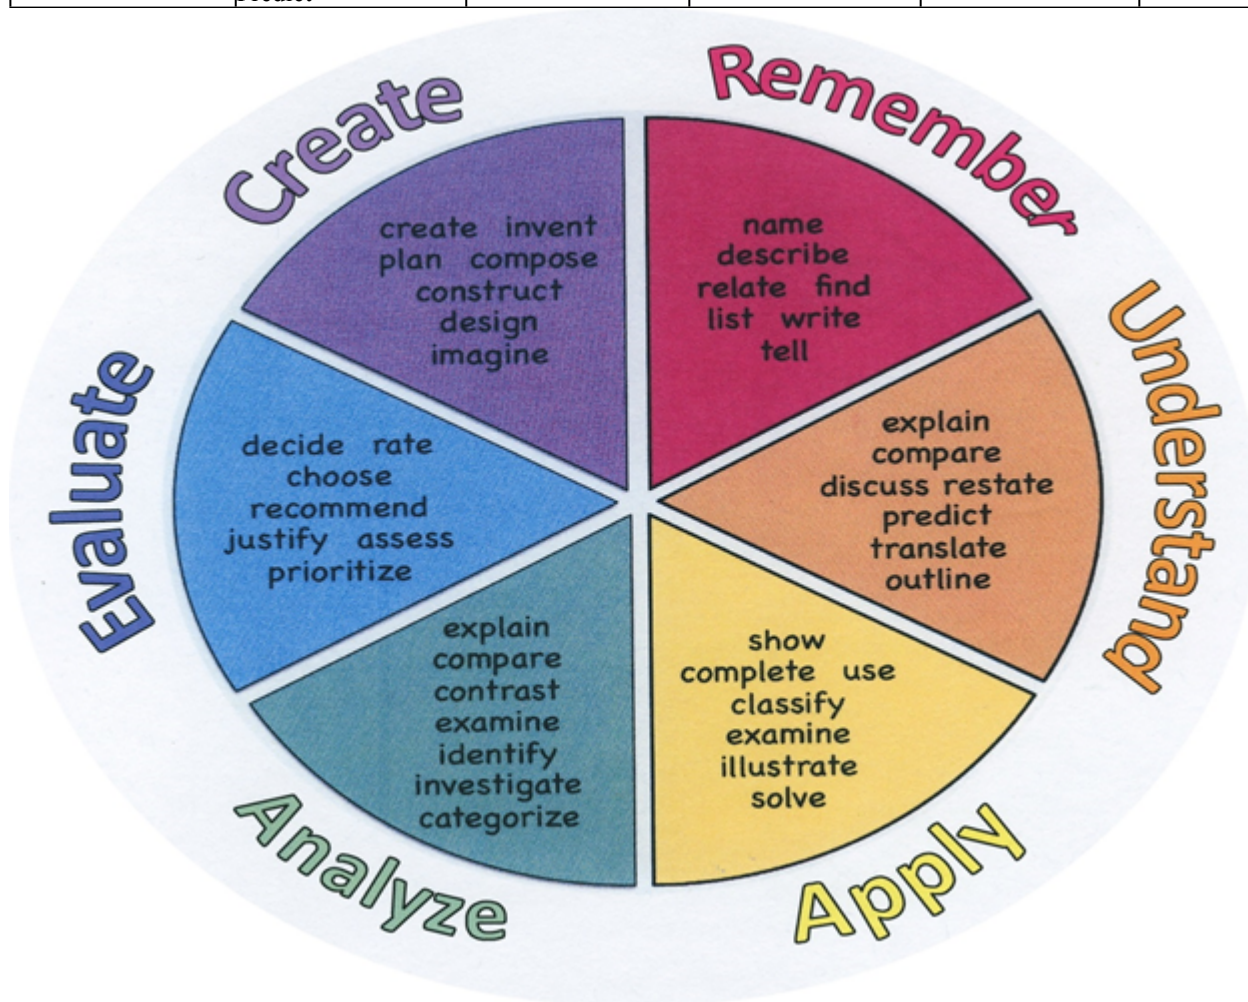 predict
Create
create invent
plan compose
construct
design
imagine
Remember
name
describe
relate find
list write
tell
Understand
explain
compare
discuss restate
predict
translate
outline
Apply
show
complete use
classify
examine
illustrate
solve
Analyze
explain
compare
contrast
examine
identify
investigate
categorize
Evaluate
decide rate
choose
recommend
justify assess
prioritize